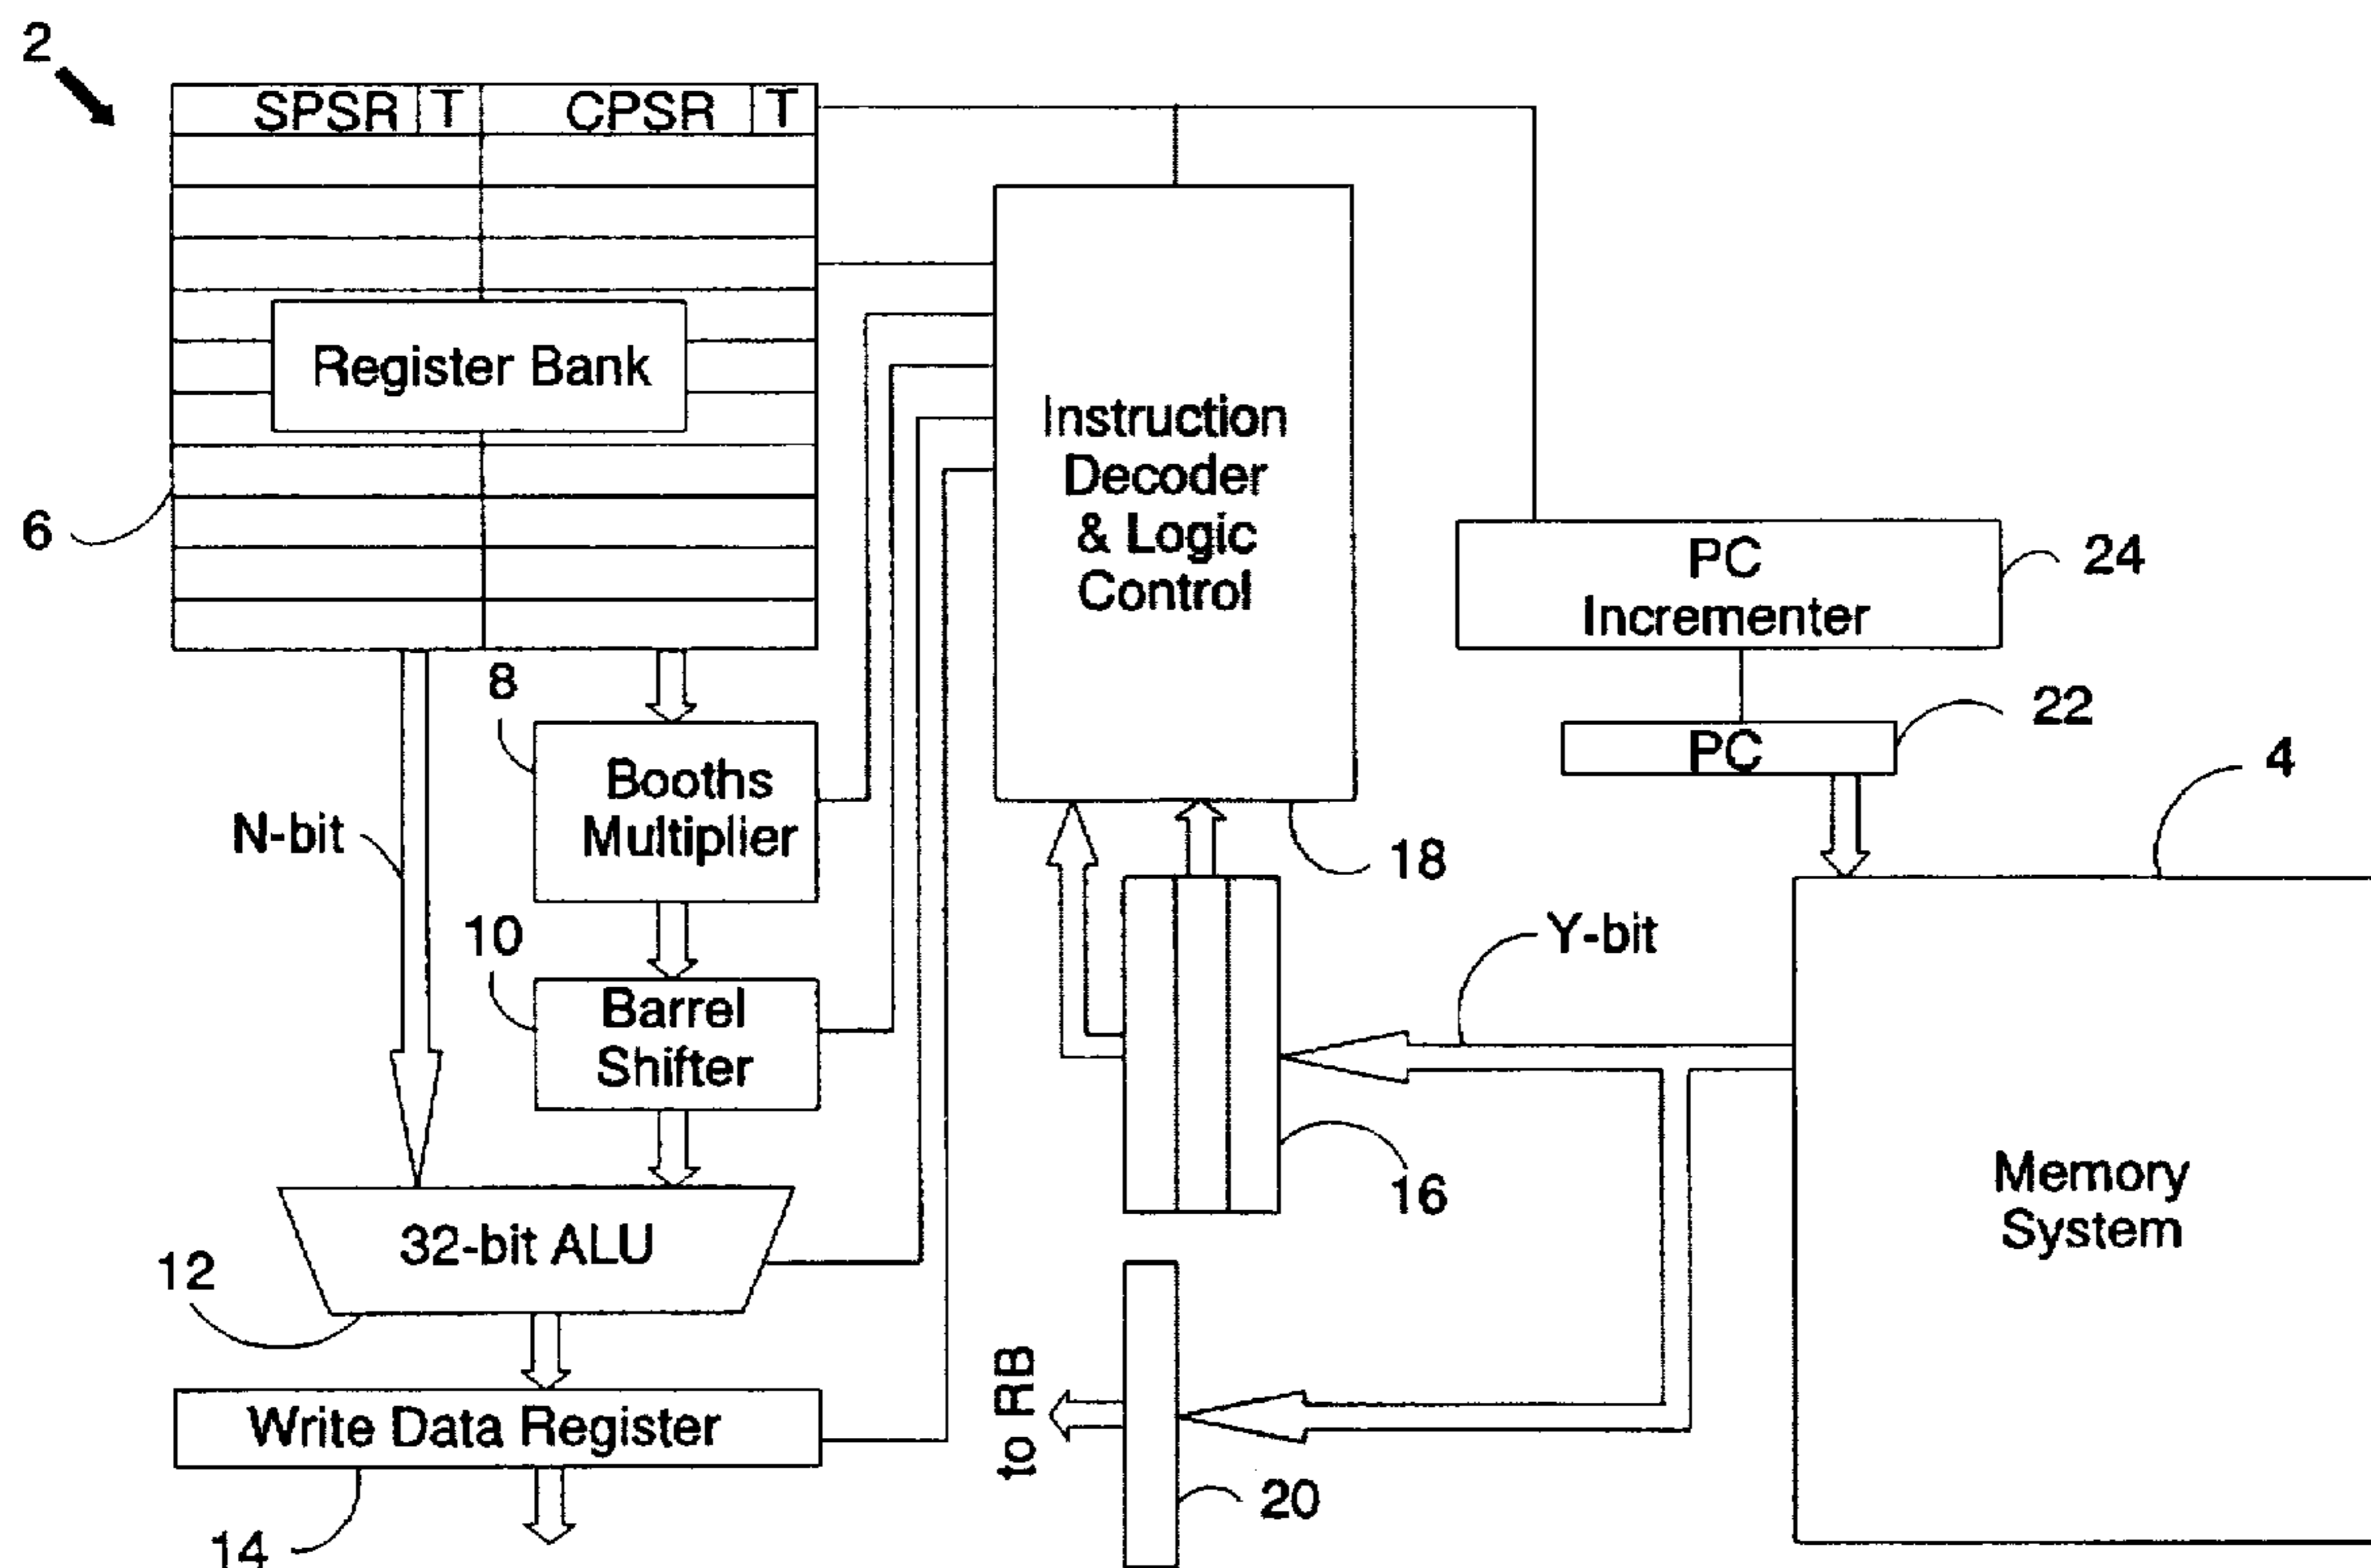 2
SPSR T CPSR T
Register Bank
6
Instruction
Decoder
& Logic
Control
PC
Incrementer
24
PC
22
4
8
Booths
Multiplier
N-bit
18
10
Barrel
Shifter
Y-bit
16
32-bit ALU
12
Memory
System
Write Data Register
14
to RB
20